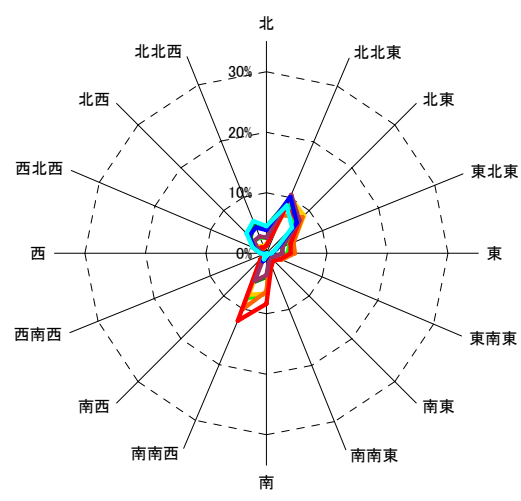 北
北北西
北北東
30%
北西
北東
20%
西北西
東北東
10%
西
0%
東
西南西
東南東
南西
南東
南南西
南南東
南